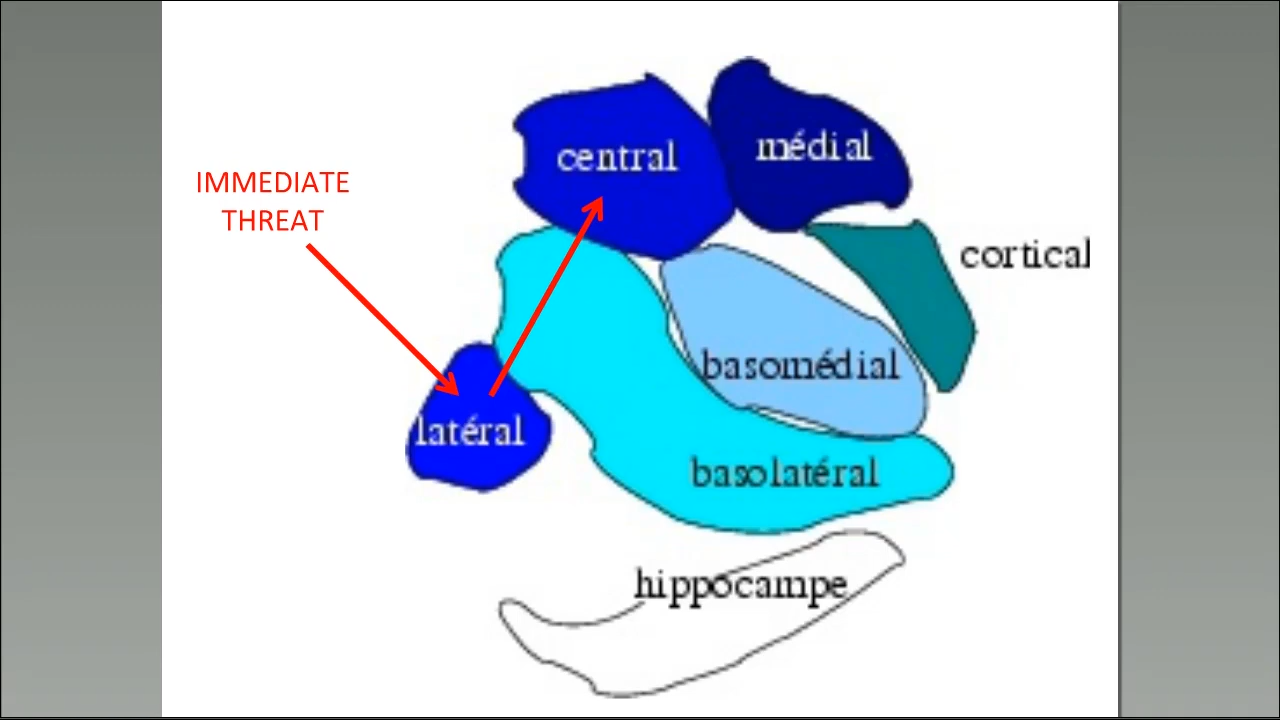 IMMEDIATE
THREAT
central
médial
cortical
basomédial
latéral
basolatéral
hippocampe